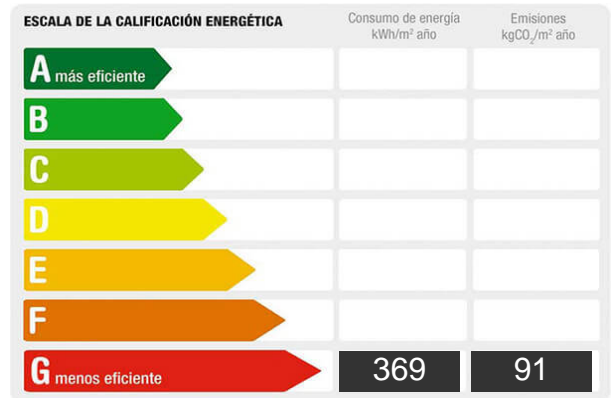 ESCALA DE LA CALIFICACIÓN ENERGÉTICA
Consumo de energía
kWh/m² año
Emisiones
kgCO₂/m² año
A más eficiente
B
C
D
E
F
G menos eficiente 369 91